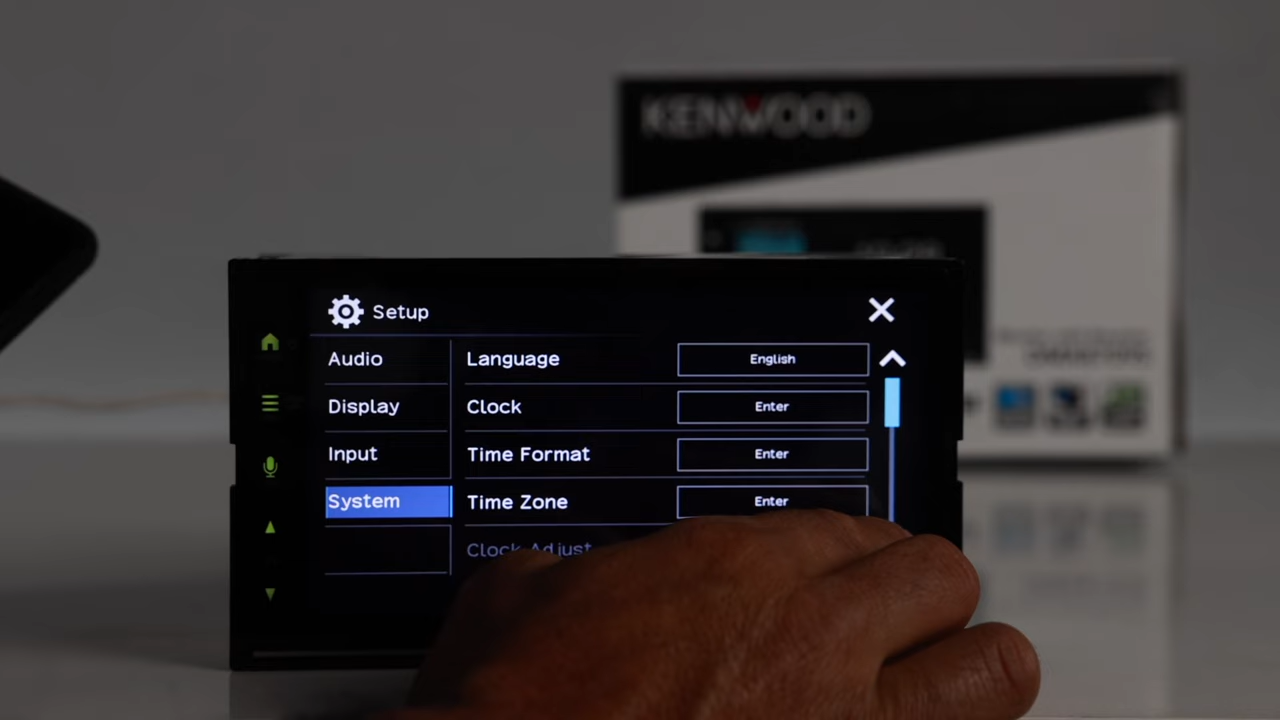 KENWOOD
Setup
Audio
Display
Input
System
Language English
Clock Enter
Time Format Enter
Time Zone Enter
Clock Adjust